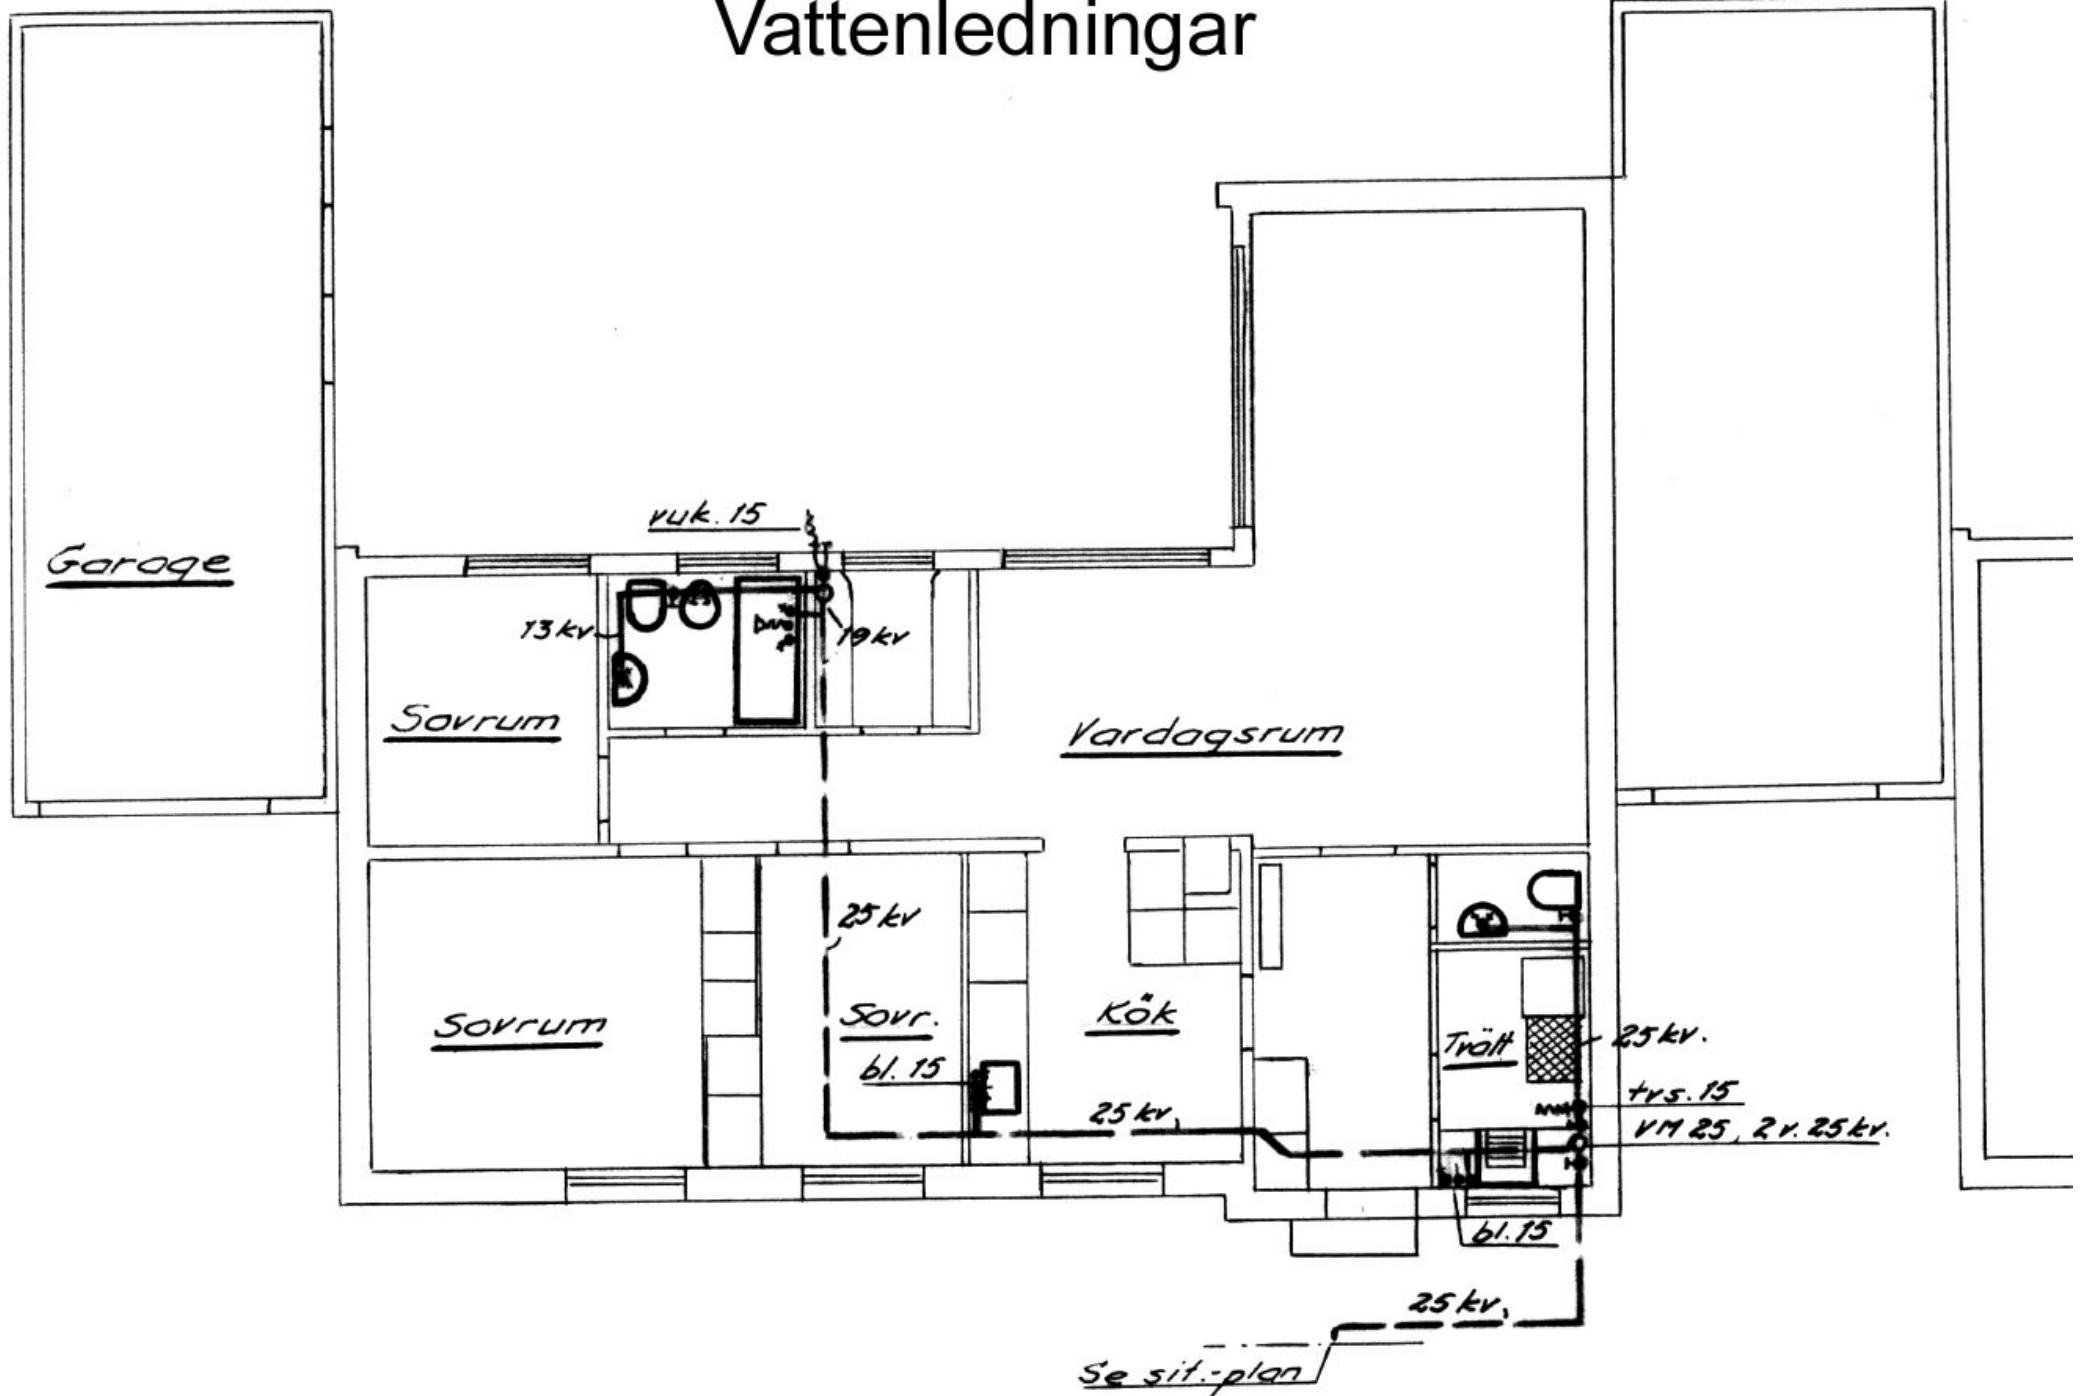 Vattenledningar
vuk. 15
Garage
13 kv
19 kv
Sovrum
Vardagsrum
25 kv
Sovrum
Sovr.
Kök
Tvätt
25 kv.
bl. 15
25 kv.
tvs. 15
VM 25, 2 v. 25 kv.
bl. 15
25 kv.
Se sit.-plan